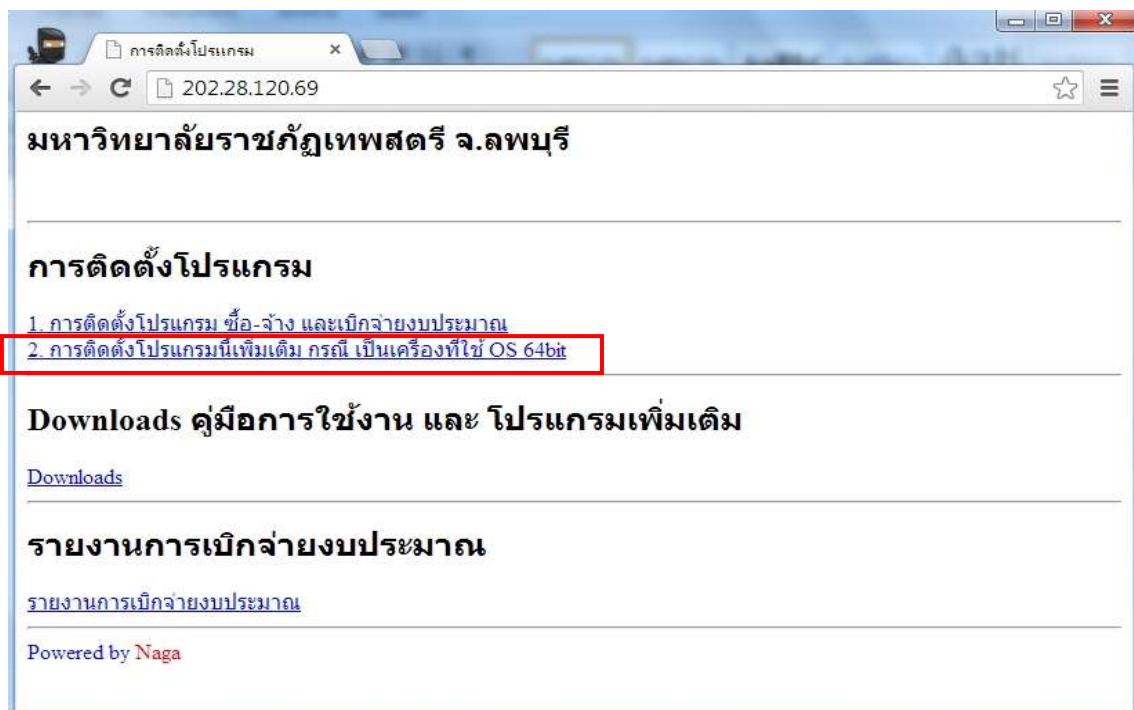 การติดตั้งโปรแกรม
202.28.120.69
มหาวิทยาลัยราชภัฏเทพสตรี จ.ลพบุรี
การติดตั้งโปรแกรม
1. การติดตั้งโปรแกรม ซื้อ-จ้าง และเบิกจ่ายงบประมาณ
2. การติดตั้งโปรแกรมนี้เพิ่มเติม กรณี เป็นเครื่องที่ใช้ OS 64bit
Downloads คู่มือการใช้งาน และ โปรแกรมเพิ่มเติม
Downloads
รายงานการเบิกจ่ายงบประมาณ
รายงานการเบิกจ่ายงบประมาณ
Powered by Naga